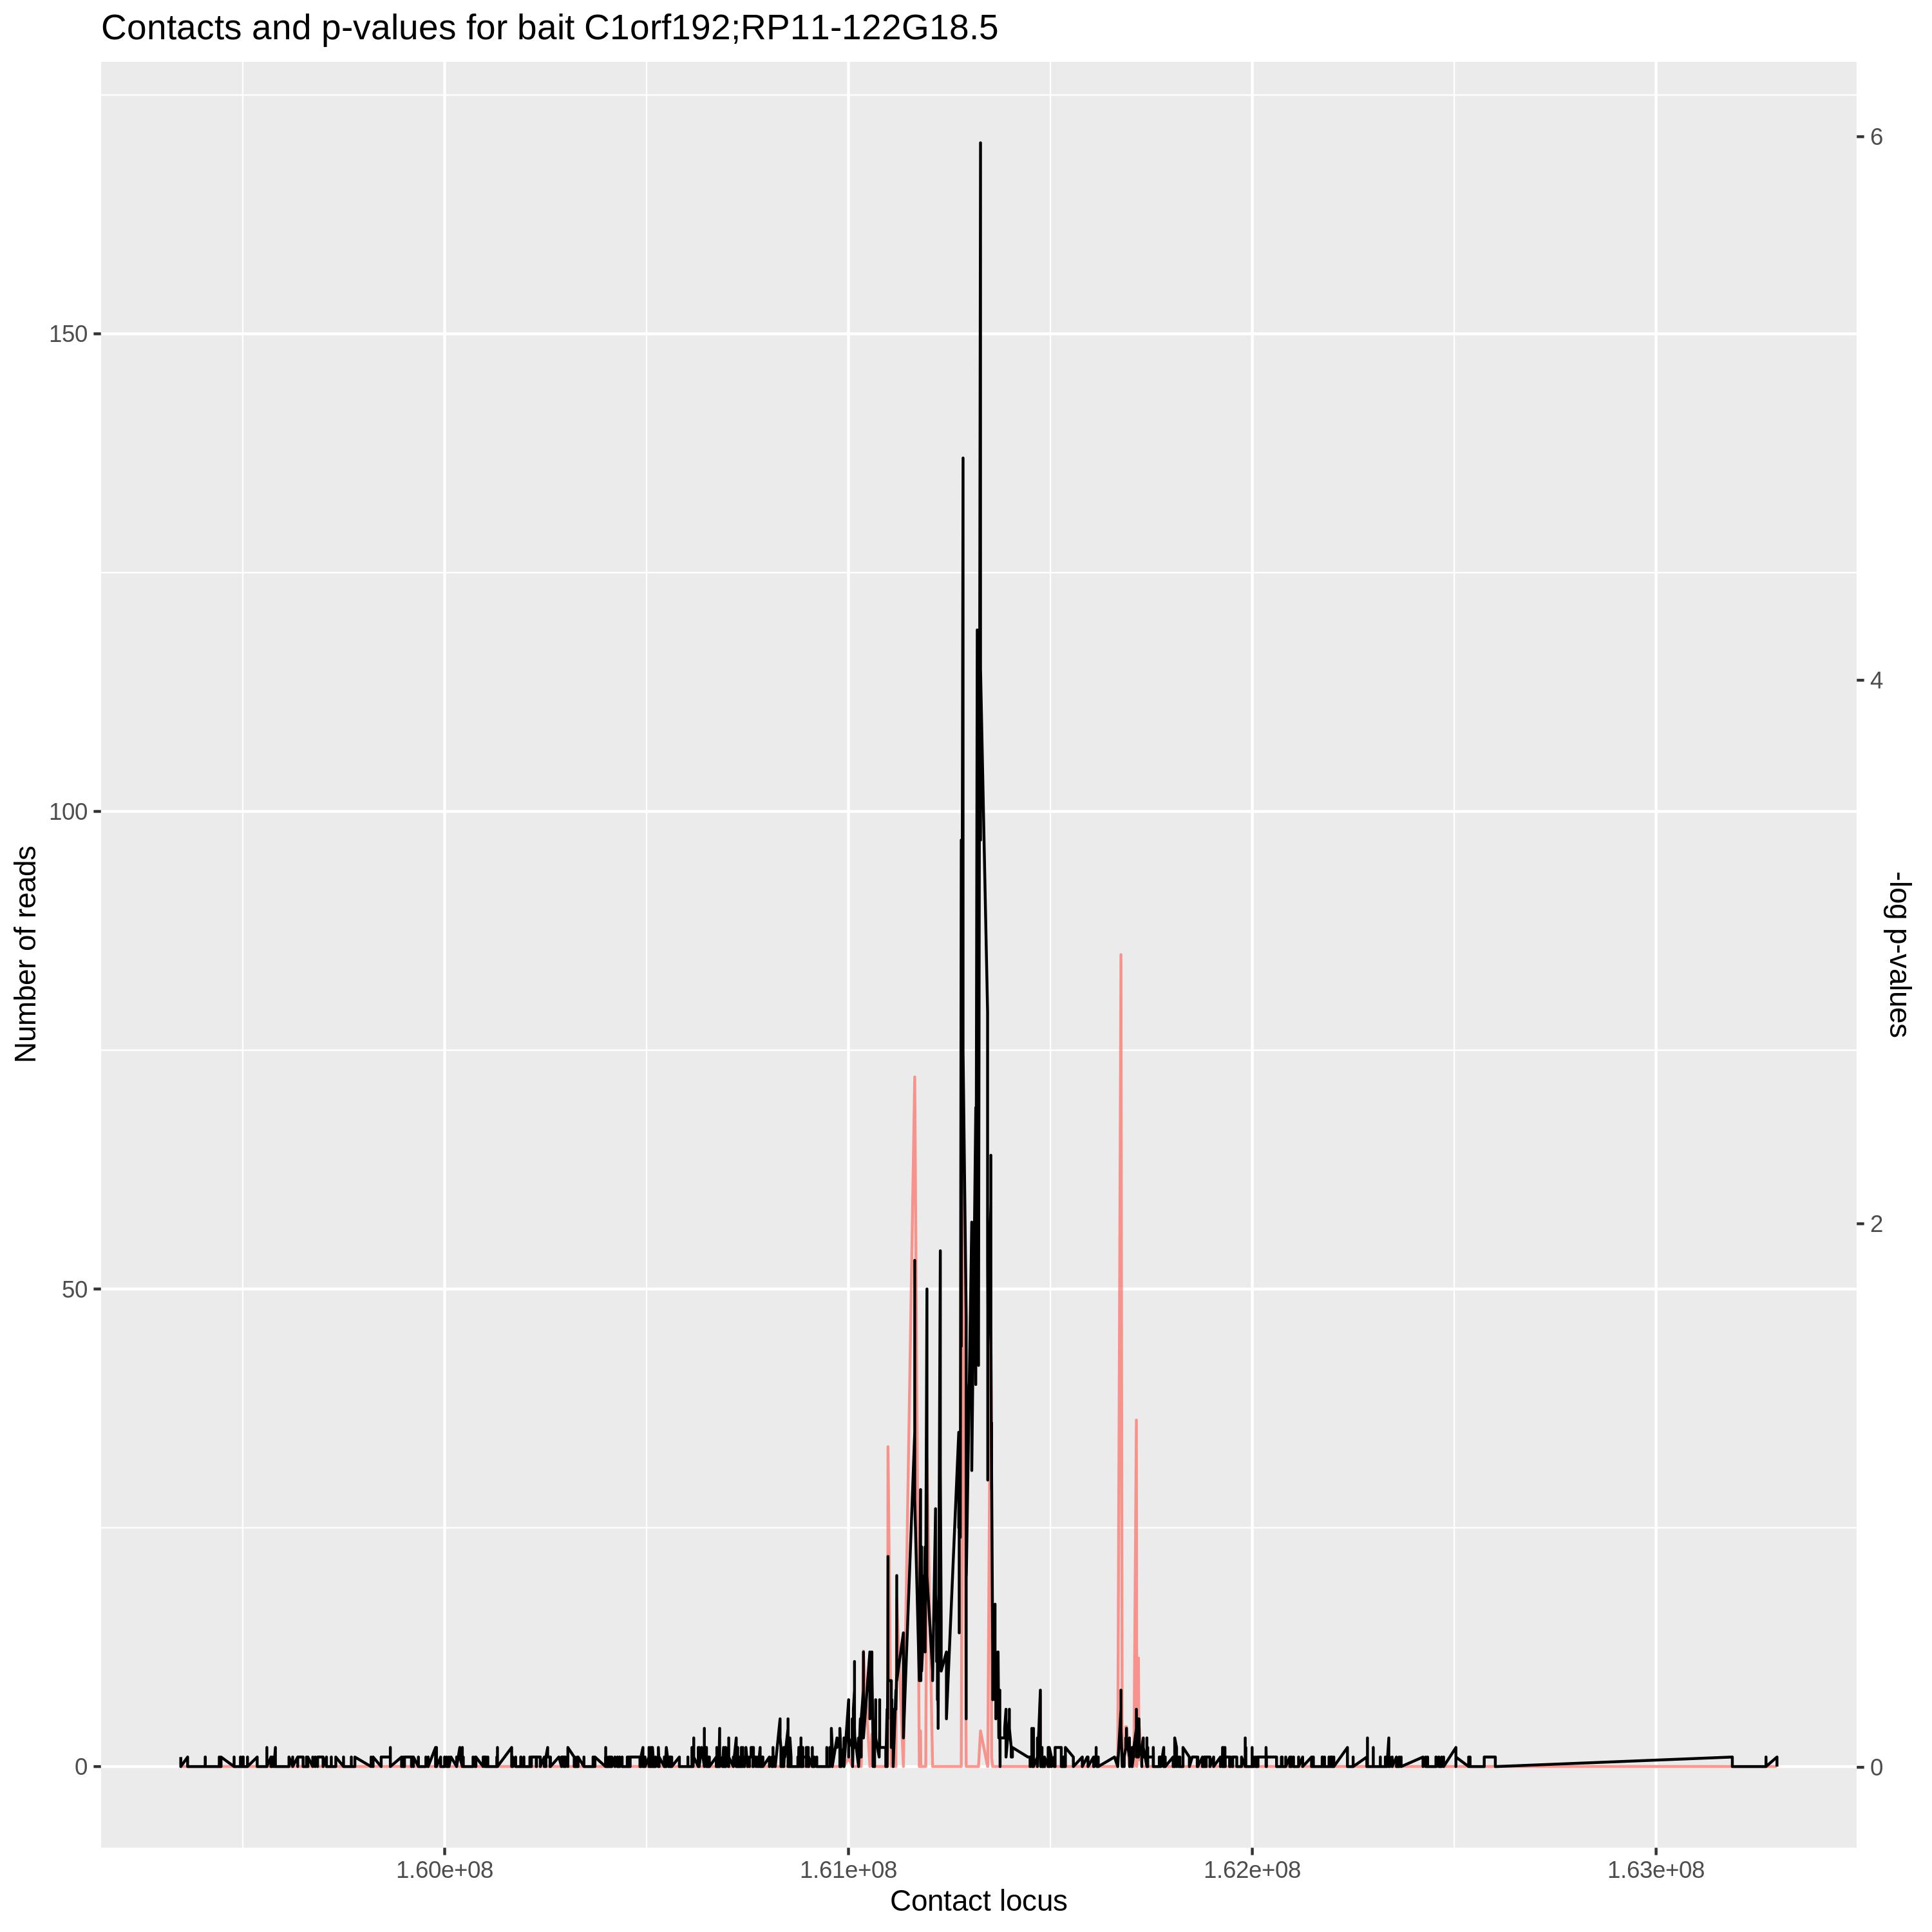 Contacts and p-values for bait C1orf192;RP11-122G18.5
Number of reads
150
100
50
0
6
4
2
0
-log p-values
1.60e+08
1.61e+08
1.62e+08
1.63e+08
Contact locus